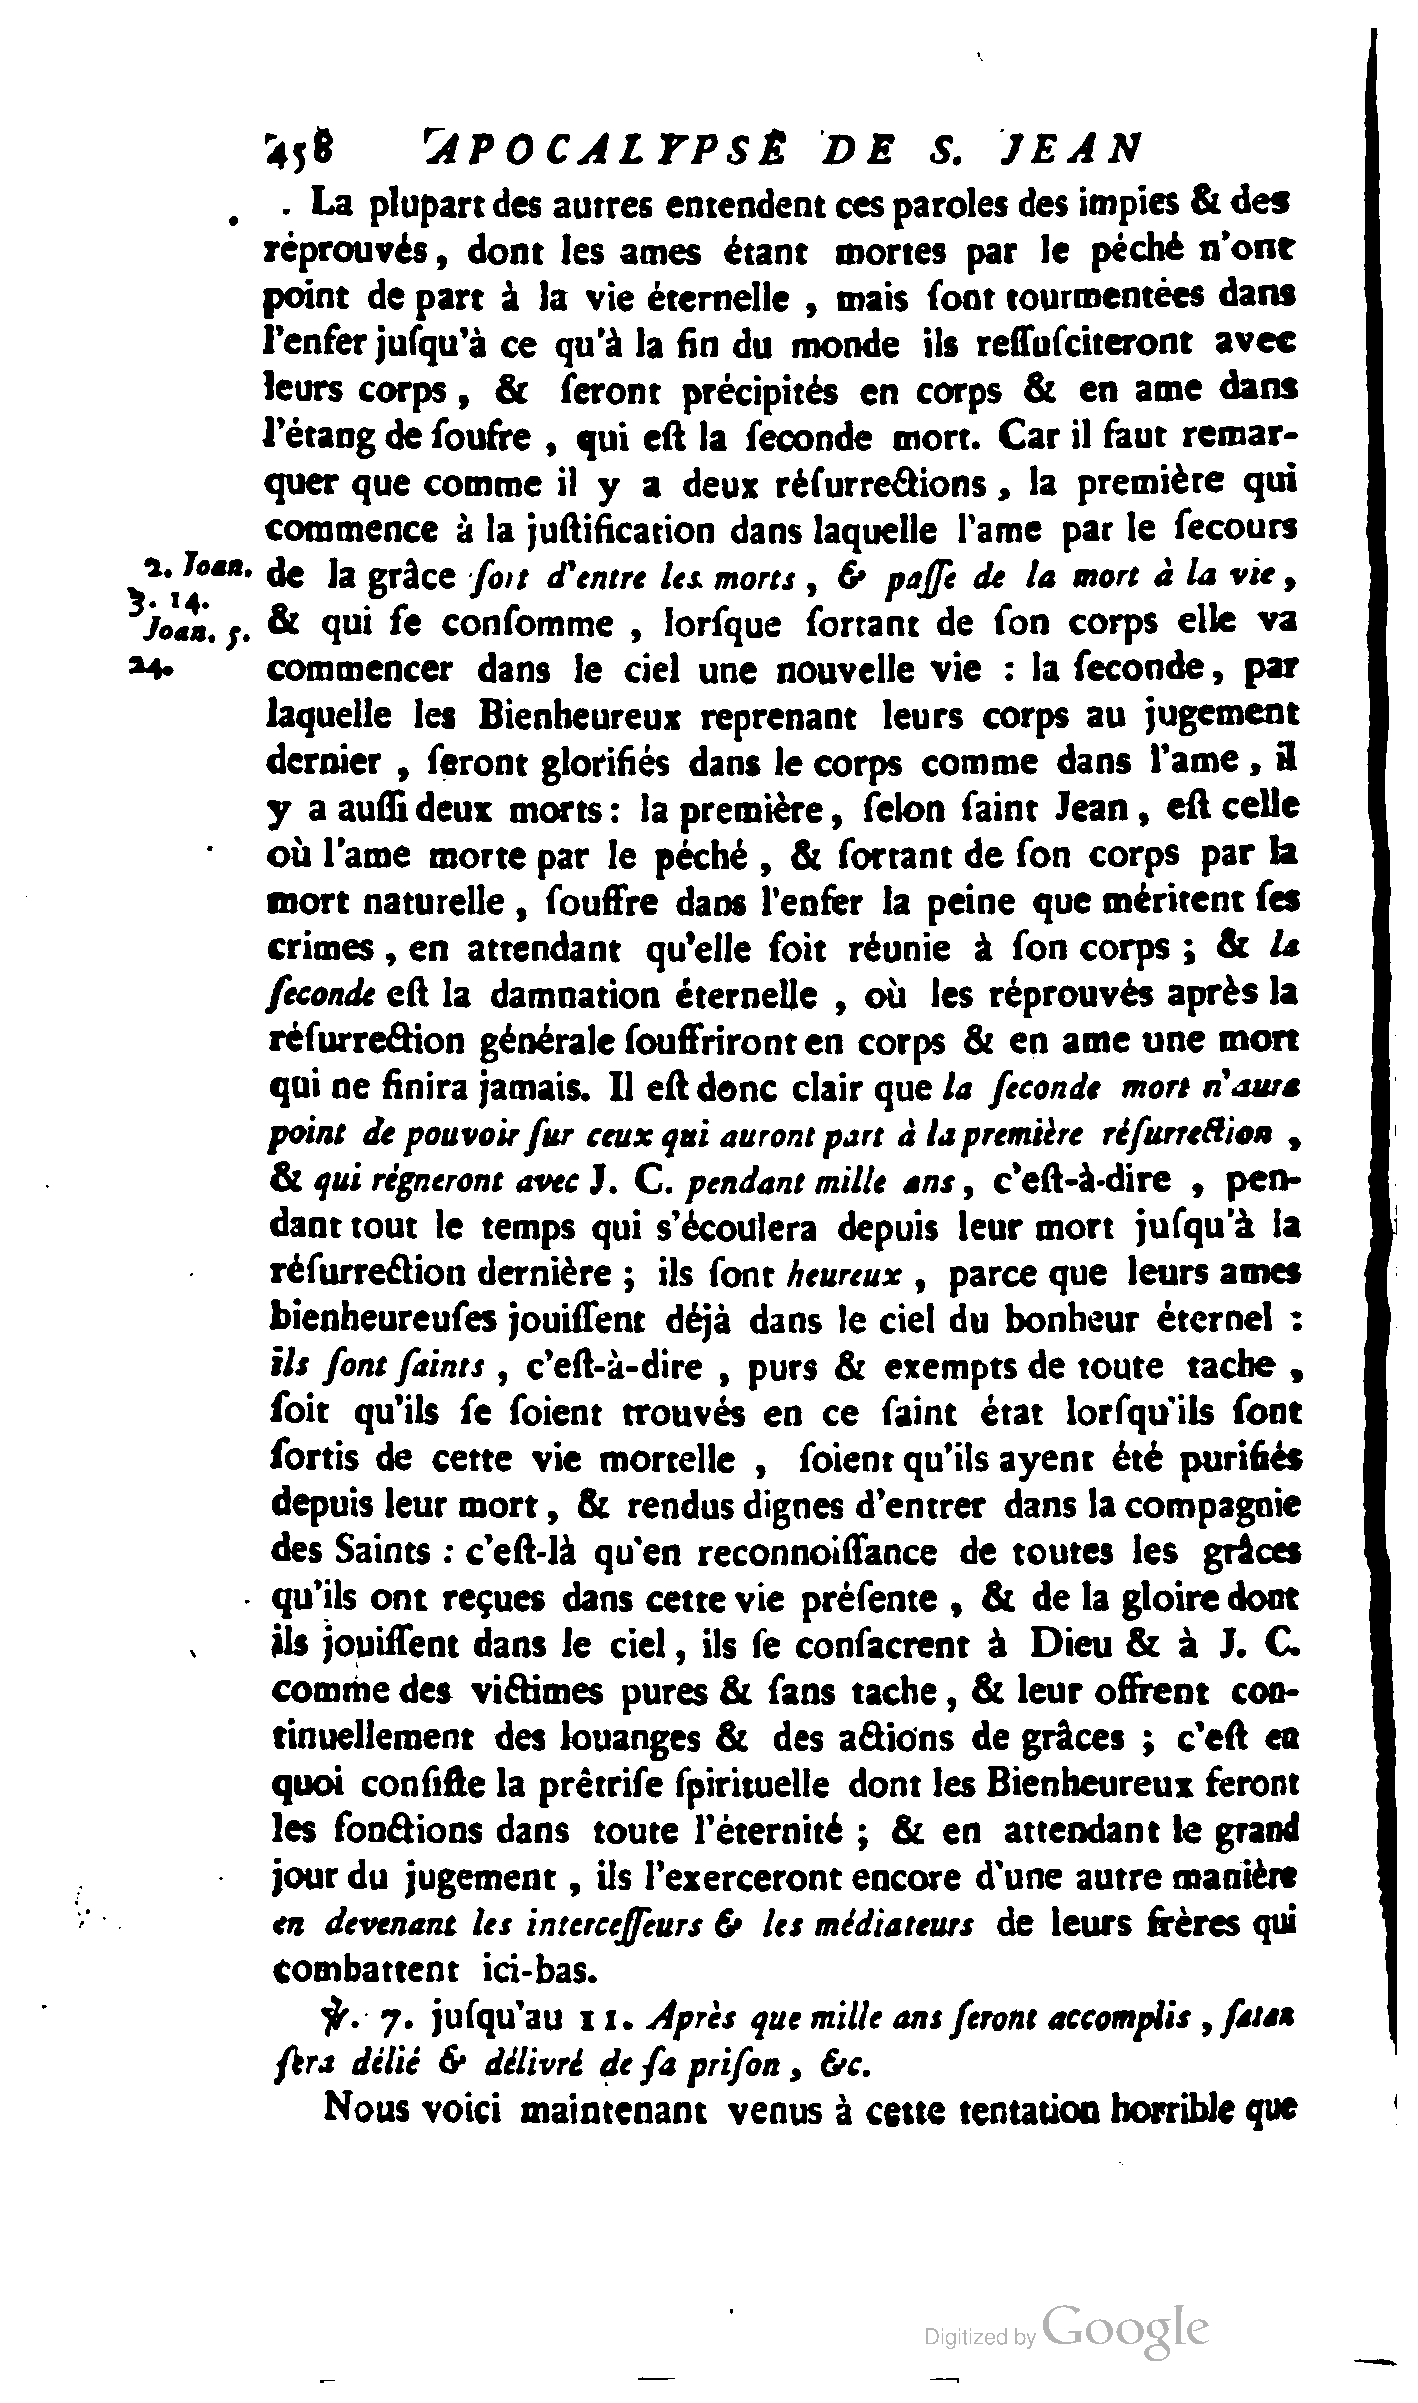 458 APOCALYPSE DE S. JEAN
La plupart des autres entendent ces paroles des impies & des
réprouvés, dont les ames étant mortes par le péché n'ont
point de part à la vie éternelle, mais ſont tourmentées dans
l'enfer juſqu'à ce qu'à la fin du monde ils reſſuſciteront avec
leurs corps, & ſeront précipités en corps & en ame dans
l'étang de ſoufre, qui eſt la ſeconde mort. Car il faut remar-
quer que comme il y a deux réſurrections, la première qui
commence à la juſtification dans laquelle l'ame par le ſecours
2. Joan. de la grâce ſort d'entre les morts, & paſſe de la mort à la vie,
3. 14.
Joan. 5. & qui ſe conſomme, lorſque ſortant de ſon corps elle va
24. commencer dans le ciel une nouvelle vie : la ſeconde, par
laquelle les Bienheureux reprenant leurs corps au jugement
dernier, ſeront glorifiés dans le corps comme dans l'ame, il
y a auſſi deux morts : la première, ſelon ſaint Jean, eſt celle
où l'ame morte par le péché, & ſortant de ſon corps par la
mort naturelle, ſouffre dans l'enfer la peine que méritent ſes
crimes, en attendant qu'elle ſoit réunie à ſon corps ; & la
ſeconde eſt la damnation éternelle, où les réprouvés après la
réſurrection générale ſouffriront en corps & en ame une mort
qui ne finira jamais. Il eſt donc clair que la ſeconde mort n'aura
point de pouvoir ſur ceux qui auront part à la première réſurrection,
& qui régneront avec J. C. pendant mille ans, c'eſt-à-dire, pen-
dant tout le temps qui s'écoulera depuis leur mort juſqu'à la
réſurrection dernière ; ils ſont heureux, parce que leurs ames
bienheureuſes jouiſſent déjà dans le ciel du bonheur éternel :
ils ſont ſaints, c'eſt-à-dire, purs & exempts de toute tache,
ſoit qu'ils ſe ſoient trouvés en ce ſaint état lorſqu'ils ſont
ſortis de cette vie mortelle, ſoient qu'ils ayent été purifiés
depuis leur mort, & rendus dignes d'entrer dans la compagnie
des Saints : c'eſt-là qu'en reconnoiſſance de toutes les grâces
qu'ils ont reçues dans cette vie préſente, & de la gloire dont
ils jouiſſent dans le ciel, ils ſe conſacrent à Dieu & à J. C.
comme des victimes pures & ſans tache, & leur offrent con-
tinuellement des louanges & des actions de grâces ; c'eſt en
quoi conſiſte la prêtriſe ſpirituelle dont les Bienheureux feront
les fonctions dans toute l'éternité ; & en attendant le grand
jour du jugement, ils l'exerceront encore d'une autre manière
en devenant les interceſſeurs & les médiateurs de leurs frères qui
combattent ici-bas.
℣. 7. juſqu'au 11. Après que mille ans ſeront accomplis, ſatan
ſera délié & délivré de ſa priſon, &c.
Nous voici maintenant venus à cette tentation horrible que
Digitized by Google